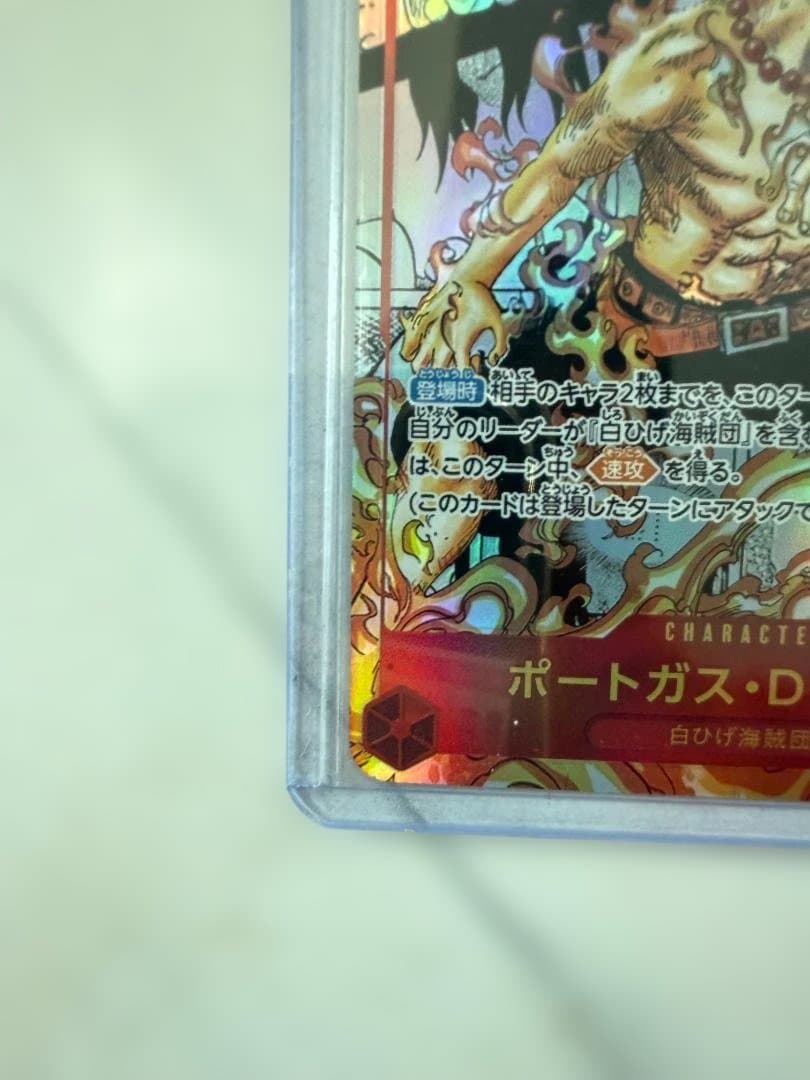 登場時 相手のキャラ2枚までを、このター
自分のリーダーが『白ひげ海賊団』を含
は、このターン中、速攻 を得る。
(このカードは登場したターンにアタックで
CHARACTE
ポートガス・D
白ひげ海賊団